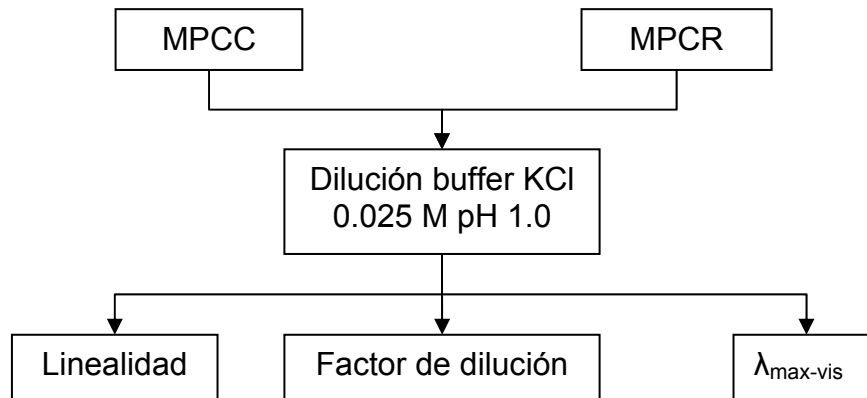 MPCC
MPCR
Dilución buffer KCl
0.025 M pH 1.0
Linealidad
Factor de dilución
λmax-vis